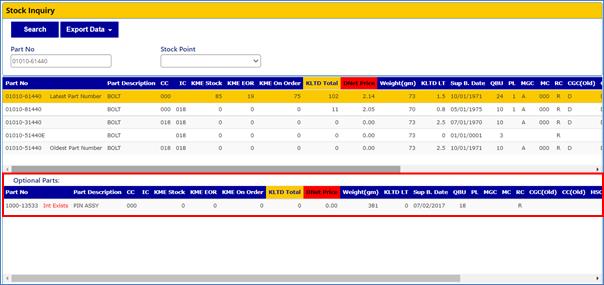 Stock Inquiry
Search Export Data
Part No Stock Point
01010-61440
Part No Part Description CC IC KME Stock KME EOR KME On Order KLTD Total DNet Price Weight(gm) KLTD LT Sup B. Date QBU PL MGC MC RC CGC(Old)
01010-61440 Latest Part Number BOLT 000 85 19 75 102 2.14 73 1.5 10/01/1971 24 1 A 000 R D
01010-81440 BOLT 000 018 0 0 0 11 2.05 70 0.8 05/01/1975 10 1 A 000 R D
01010-31440 BOLT 018 018 0 0 0 0 0.00 73 2.5 07/01/1970 10 A 000 R D
01010-51440E 018 0 0 0 0 0.00 73 0 01/01/0001 3 R
01010-51440 Oldest Part Number BOLT 000 018 0 0 0 0 0.00 73 2.5 10/01/1971 10 A 000 R D
Optional Parts:
Part No Part Description CC IC KME Stock KME EOR KME On Order KLTD Total DNet Price Weight(gm) KLTD LT Sup B. Date QBU PL MGC MC RC CGC(Old) CC(Old) HSC
1000-13533 Int Exists PIN ASSY 000 0 0 0 0 0.00 381 0 07/02/2017 18 R